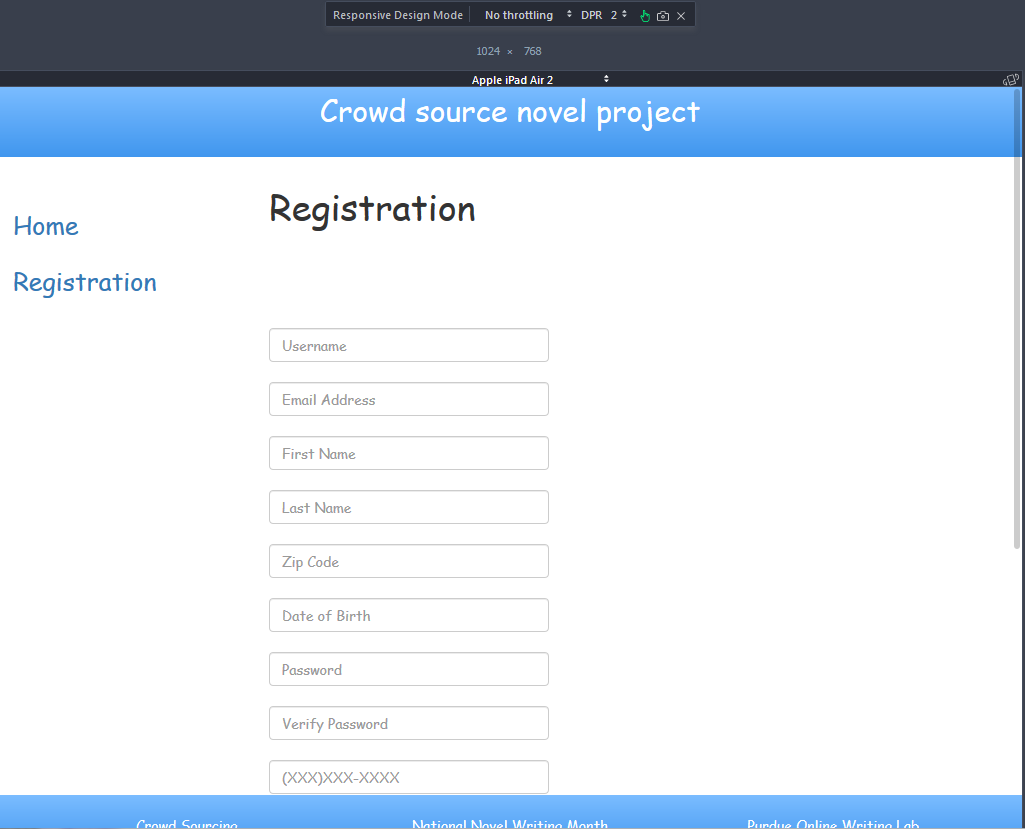 Responsive Design Mode No throttling DPR 2
1024 × 768
Apple iPad Air 2
Crowd source novel project
Registration
Home
Registration
Username
Email Address
First Name
Last Name
Zip Code
Date of Birth
Password
Verify Password
(XXX)XXX-XXXX
Crowd Sourcing National Novel Writing Month Purdue Online Writing Lab